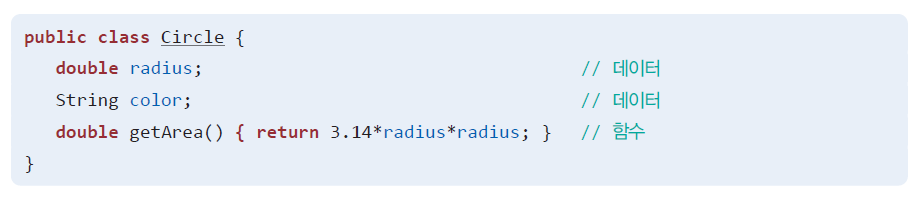 public class Circle {
double radius; // 데이터
String color; // 데이터
double getArea() { return 3.14*radius*radius; } // 함수
}